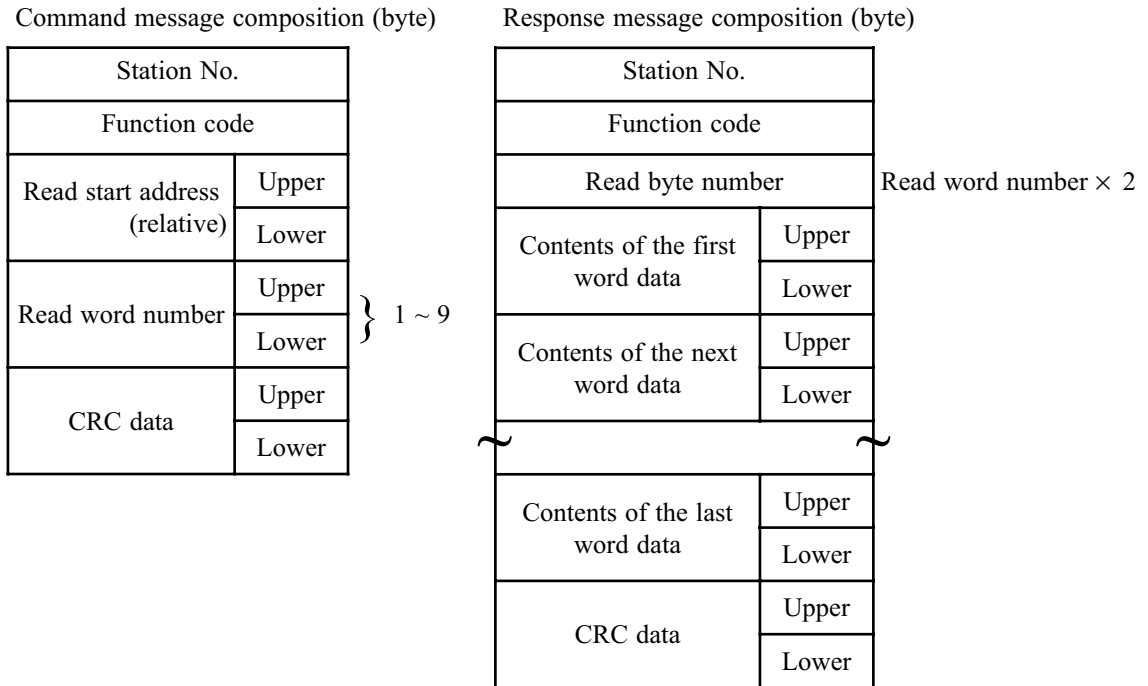 Command message composition (byte)
Station No.
Function code
Read start address
(relative)
Upper
Lower
Read word number
Upper
Lower
} 1 ~ 9
CRC data
Upper
Lower
Response message composition (byte)
Station No.
Function code
Read byte number
Read word number × 2
Contents of the first
word data
Upper
Lower
Contents of the next
word data
Upper
Lower
~ ~
Contents of the last
word data
Upper
Lower
CRC data
Upper
Lower